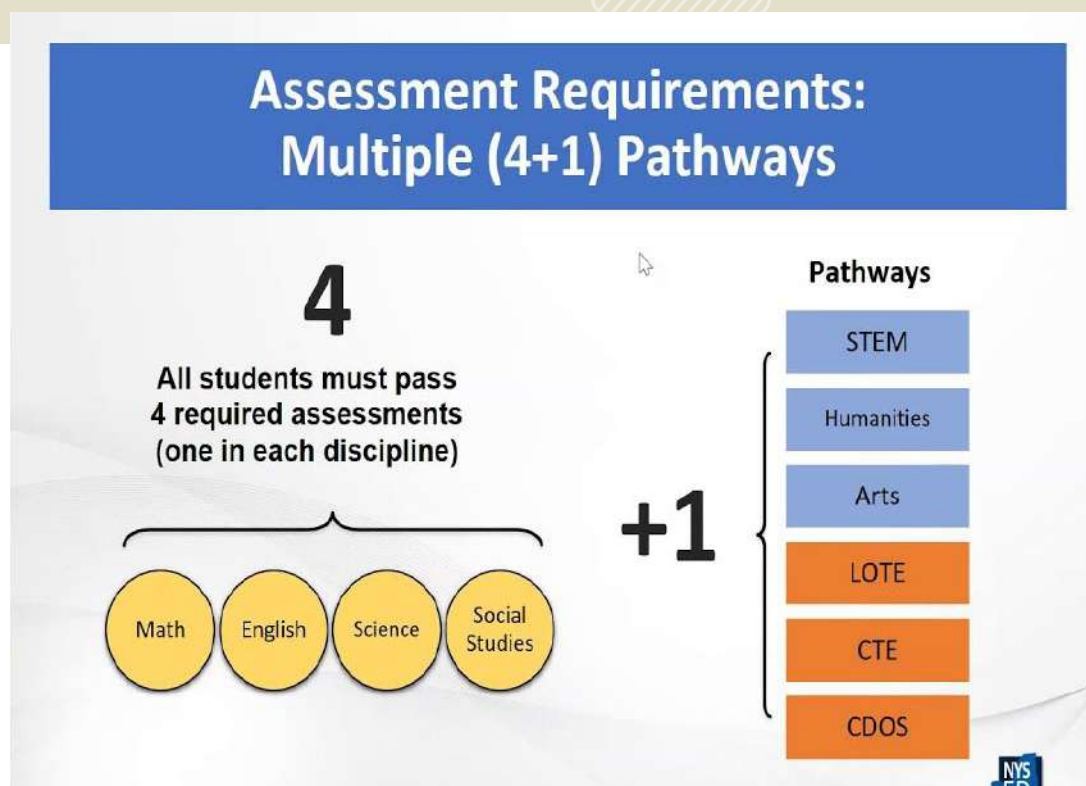 Assessment Requirements:
Multiple (4+1) Pathways
4
All students must pass
4 required assessments
(one in each discipline)
Math
English
Science
Social
Studies
+1
Pathways
STEM
Humanities
Arts
LOTE
CTE
CDOS
NYS
ED